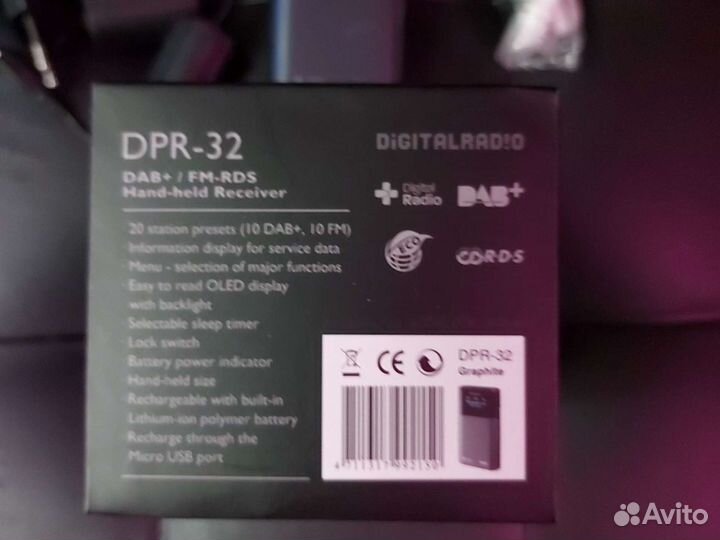 DPR-32
DAB+ / FM-RDS
Hand-held Receiver
· 20 station presets (10 DAB+, 10 FM)
· Information display for service data
· Menu - selection of major functions
· Easy to read OLED display
with backlight
· Selectable sleep timer
· Lock switch
· Battery power indicator
· Hand-held size
· Rechargeable with built-in
Lithium-ion polymer battery
· Recharge through the
Micro USB port
DiGiTALRAD!O
Digital
Radio
DAB+
ECO
R·D·S
CE
DPR-32
Graphite
Avito